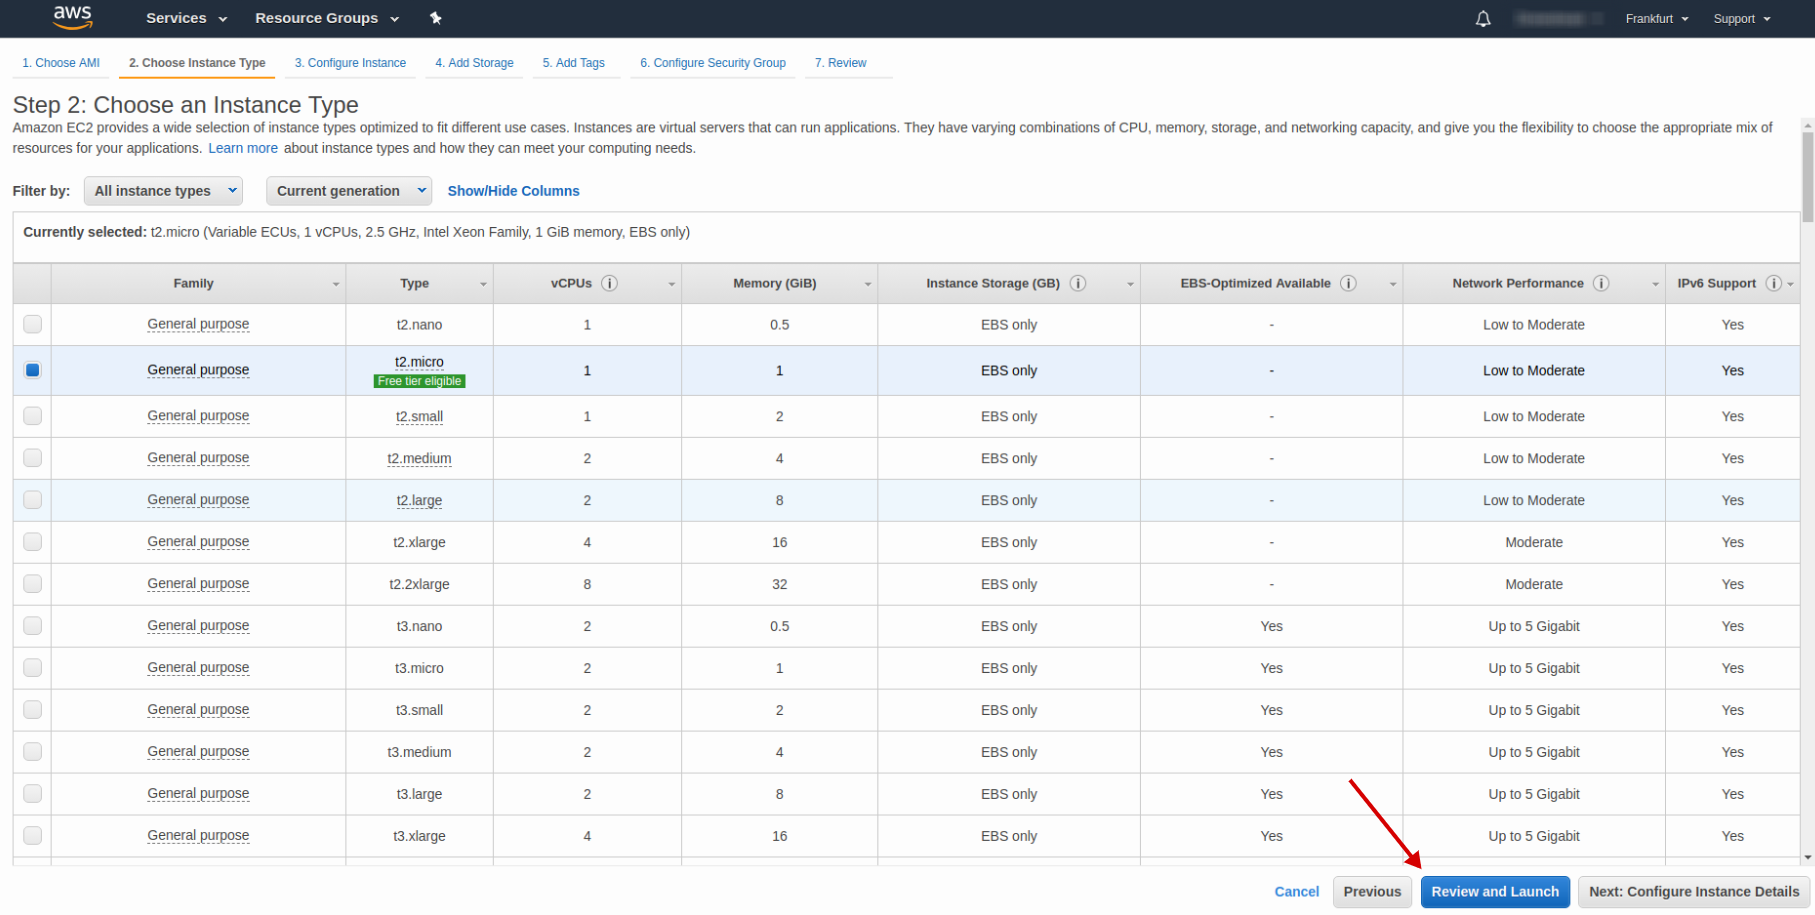 aws Services Resource Groups Frankfurt Support
1. Choose AMI 2. Choose Instance Type 3. Configure Instance 4. Add Storage 5. Add Tags 6. Configure Security Group 7. Review
Step 2: Choose an Instance Type
Amazon EC2 provides a wide selection of instance types optimized to fit different use cases. Instances are virtual servers that can run applications. They have varying combinations of CPU, memory, storage, and networking capacity, and give you the flexibility to choose the appropriate mix of
resources for your applications. Learn more about instance types and how they can meet your computing needs.
Filter by: All instance types Current generation Show/Hide Columns
Currently selected: t2.micro (Variable ECUs, 1 vCPUs, 2.5 GHz, Intel Xeon Family, 1 GiB memory, EBS only)
Family Type vCPUs i Memory (GiB) Instance Storage (GB) i EBS-Optimized Available i Network Performance i IPv6 Support i
General purpose t2.nano 1 0.5 EBS only - Low to Moderate Yes
General purpose t2.micro 1 1 EBS only - Low to Moderate Yes
Free tier eligible
General purpose t2.small 1 2 EBS only - Low to Moderate Yes
General purpose t2.medium 2 4 EBS only - Low to Moderate Yes
General purpose t2.large 2 8 EBS only - Low to Moderate Yes
General purpose t2.xlarge 4 16 EBS only - Moderate Yes
General purpose t2.2xlarge 8 32 EBS only - Moderate Yes
General purpose t3.nano 2 0.5 EBS only Yes Up to 5 Gigabit Yes
General purpose t3.micro 2 1 EBS only Yes Up to 5 Gigabit Yes
General purpose t3.small 2 2 EBS only Yes Up to 5 Gigabit Yes
General purpose t3.medium 2 4 EBS only Yes Up to 5 Gigabit Yes
General purpose t3.large 2 8 EBS only Yes Up to 5 Gigabit Yes
General purpose t3.xlarge 4 16 EBS only Yes Up to 5 Gigabit Yes
Cancel Previous Review and Launch Next: Configure Instance Details